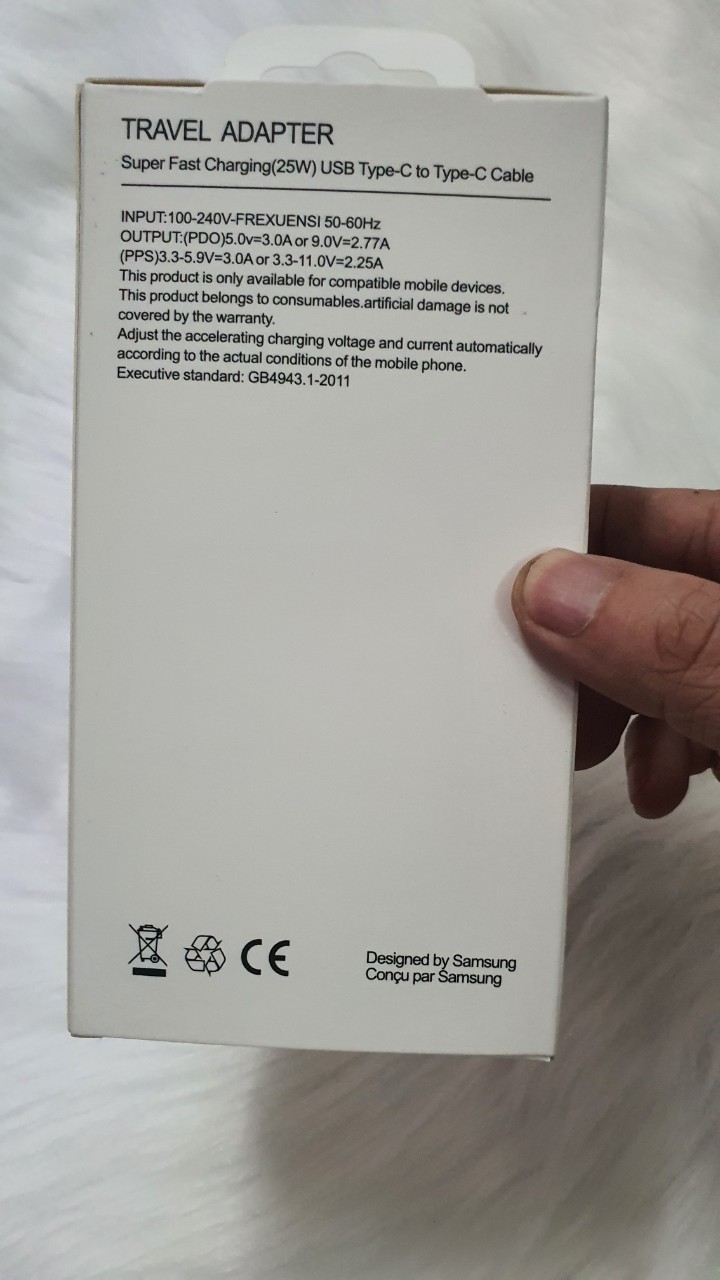 TRAVEL ADAPTER
Super Fast Charging(25W) USB Type-C to Type-C Cable
INPUT:100-240V-FREXUENSI 50-60Hz
OUTPUT:(PDO)5.0v=3.0A or 9.0V=2.77A
(PPS)3.3-5.9V=3.0A or 3.3-11.0V=2.25A
This product is only available for compatible mobile devices.
This product belongs to consumables.artificial damage is not
covered by the warranty.
Adjust the accelerating charging voltage and current automatically
according to the actual conditions of the mobile phone.
Executive standard: GB4943.1-2011
CE
Designed by Samsung
Conçu par Samsung